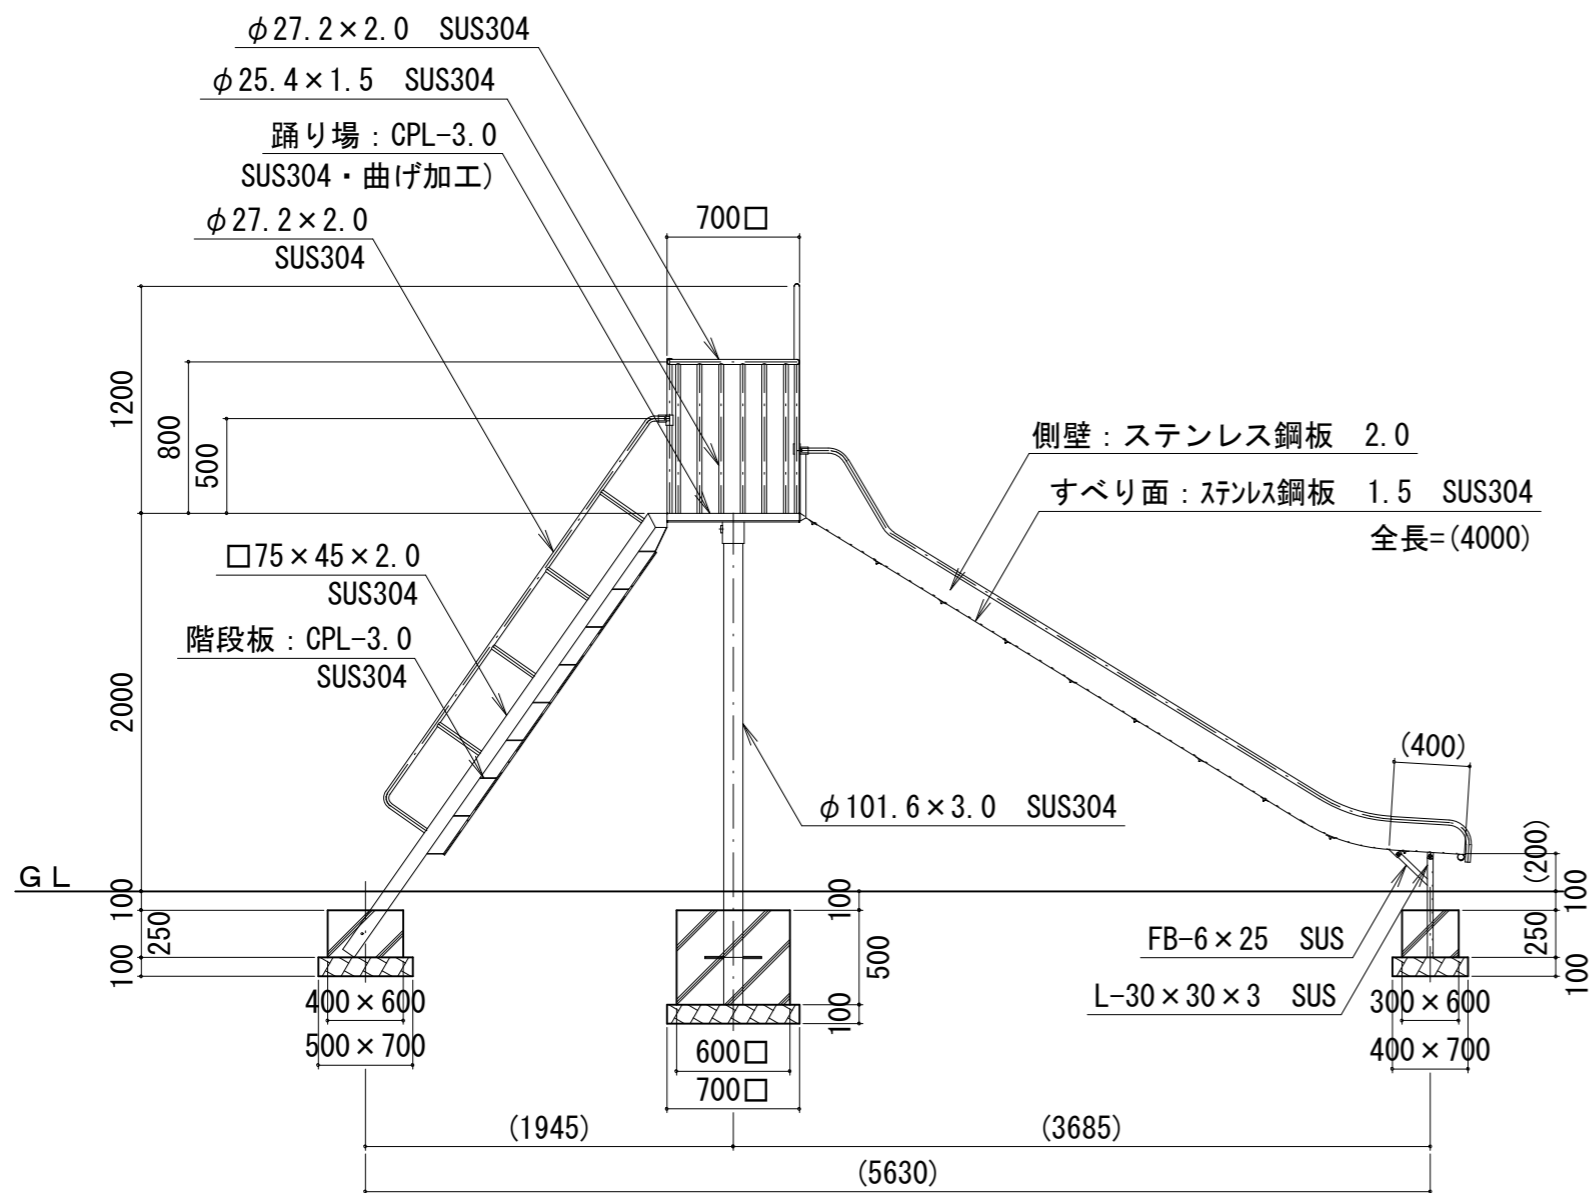 φ27.2×2.0 SUS304
φ25.4×1.5 SUS304
踊り場：CPL-3.0
SUS304・曲げ加工)
φ27.2×2.0
SUS304
700□
1200
800
500
側壁：ステンレス鋼板 2.0
すべり面：ステンレス鋼板 1.5 SUS304
全長=(4000)
□75×45×2.0
SUS304
階段板：CPL-3.0
SUS304
2000
(400)
φ101.6×3.0 SUS304
(200)
GL
100
250
100
100
500
100
100
250
100
FB-6×25 SUS
L-30×30×3 SUS
400×600
500×700
600□
700□
300×600
400×700
(1945)
(3685)
(5630)